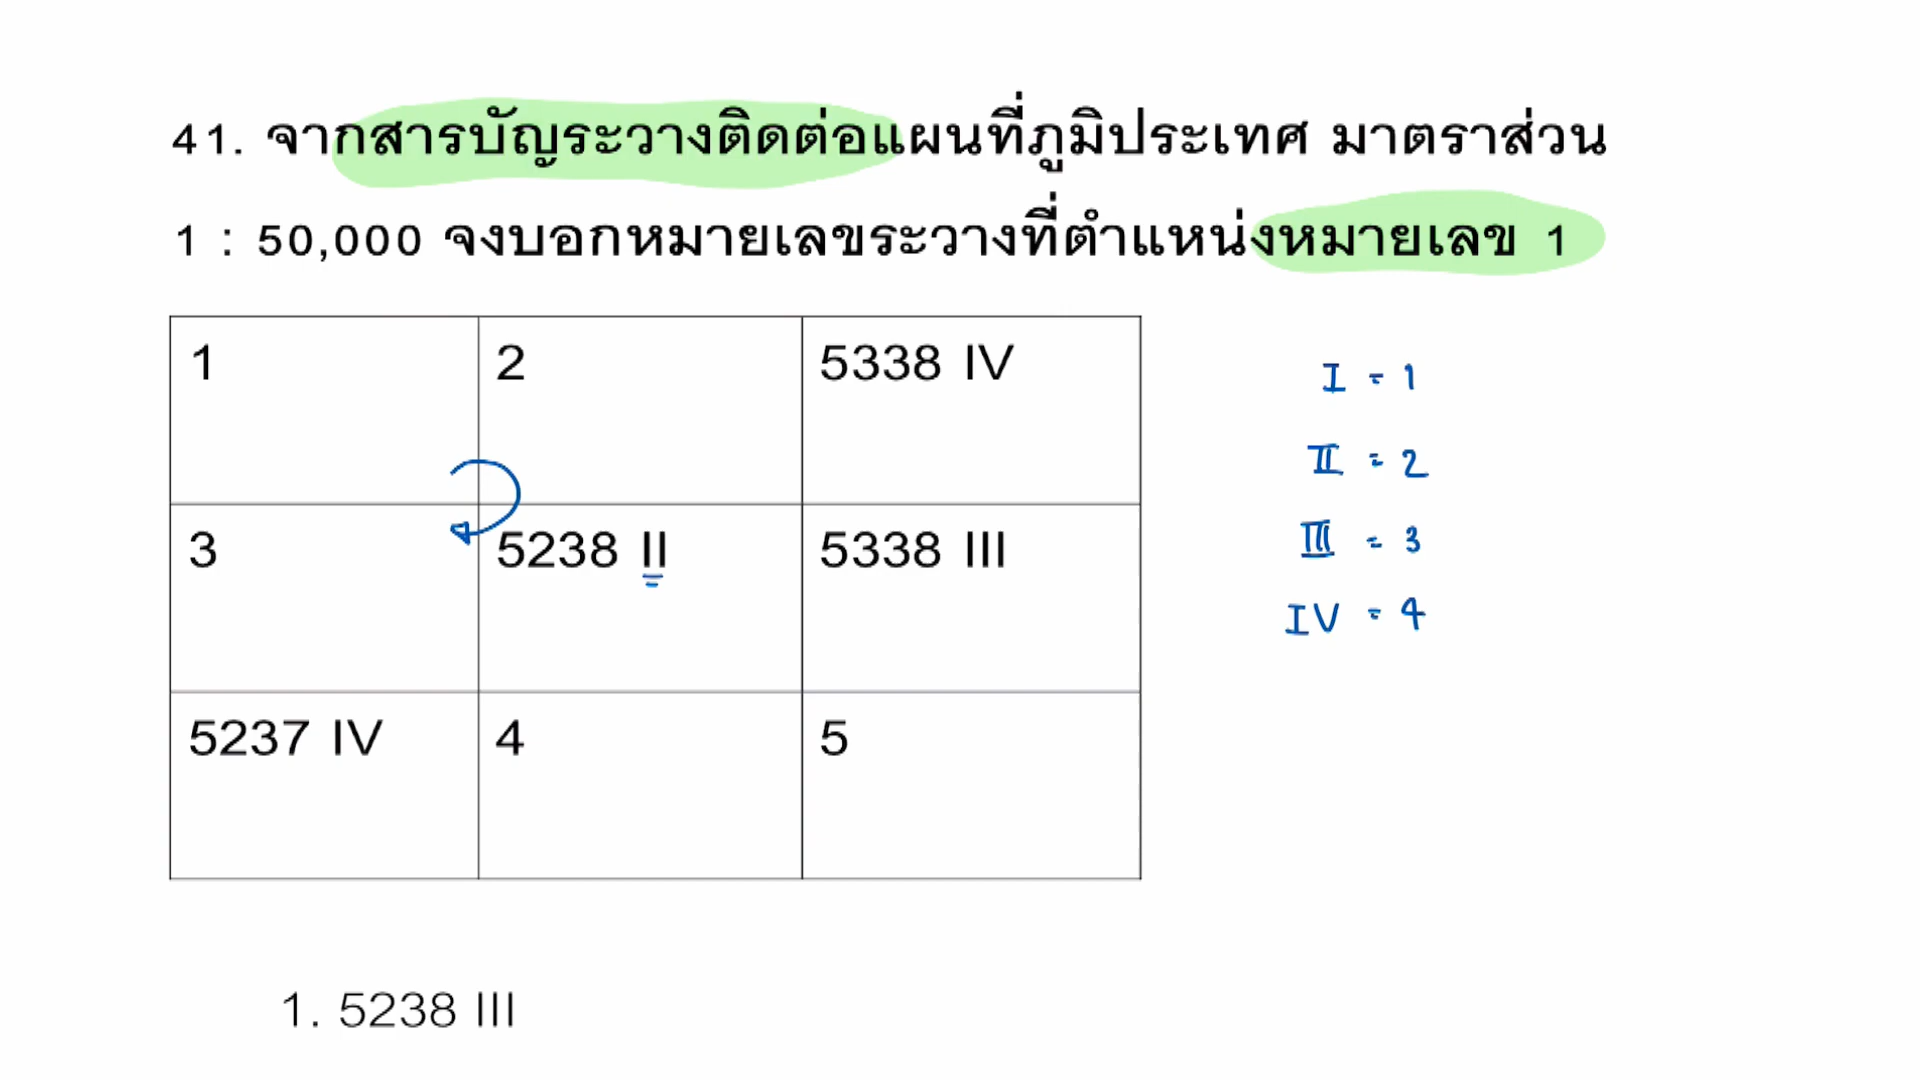 41. จากสารบัญระวางติดต่อแผนที่ภูมิประเทศ มาตราส่วน
1 : 50,000 จงบอกหมายเลขระวางที่ตำแหน่งหมายเลข 1
1 2 5338 IV
3 5238 II 5338 III
5237 IV 4 5
I = 1
II = 2
III = 3
IV = 4
1. 5238 III